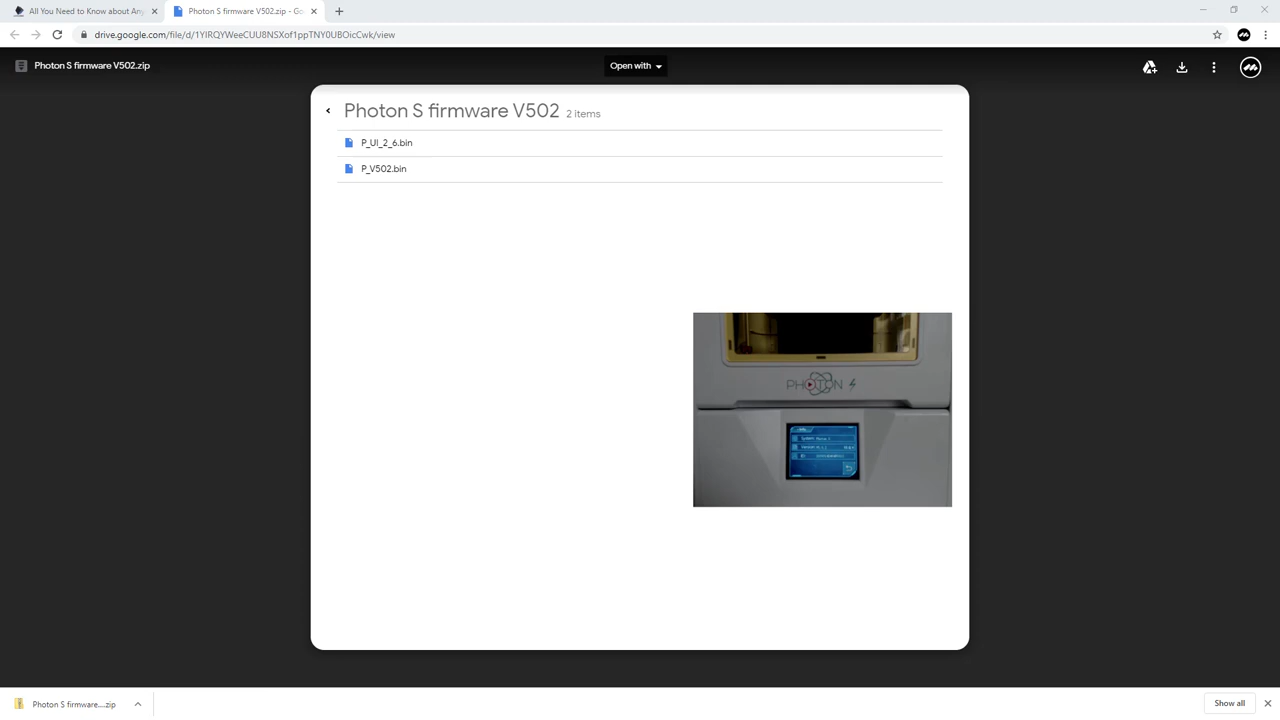 All You Need to Know about Any
Photon S firmware V502.zip - Go
drive.google.com/file/d/1YIRQYWeeCUU8NSXof1ppTNY0UBOicCwk/view
Photon S firmware V502.zip
Open with
Photon S firmware V502 2 items
P_UI_2_6.bin
P_V502.bin
PHOTON
Photon S firmware....zip
Show all